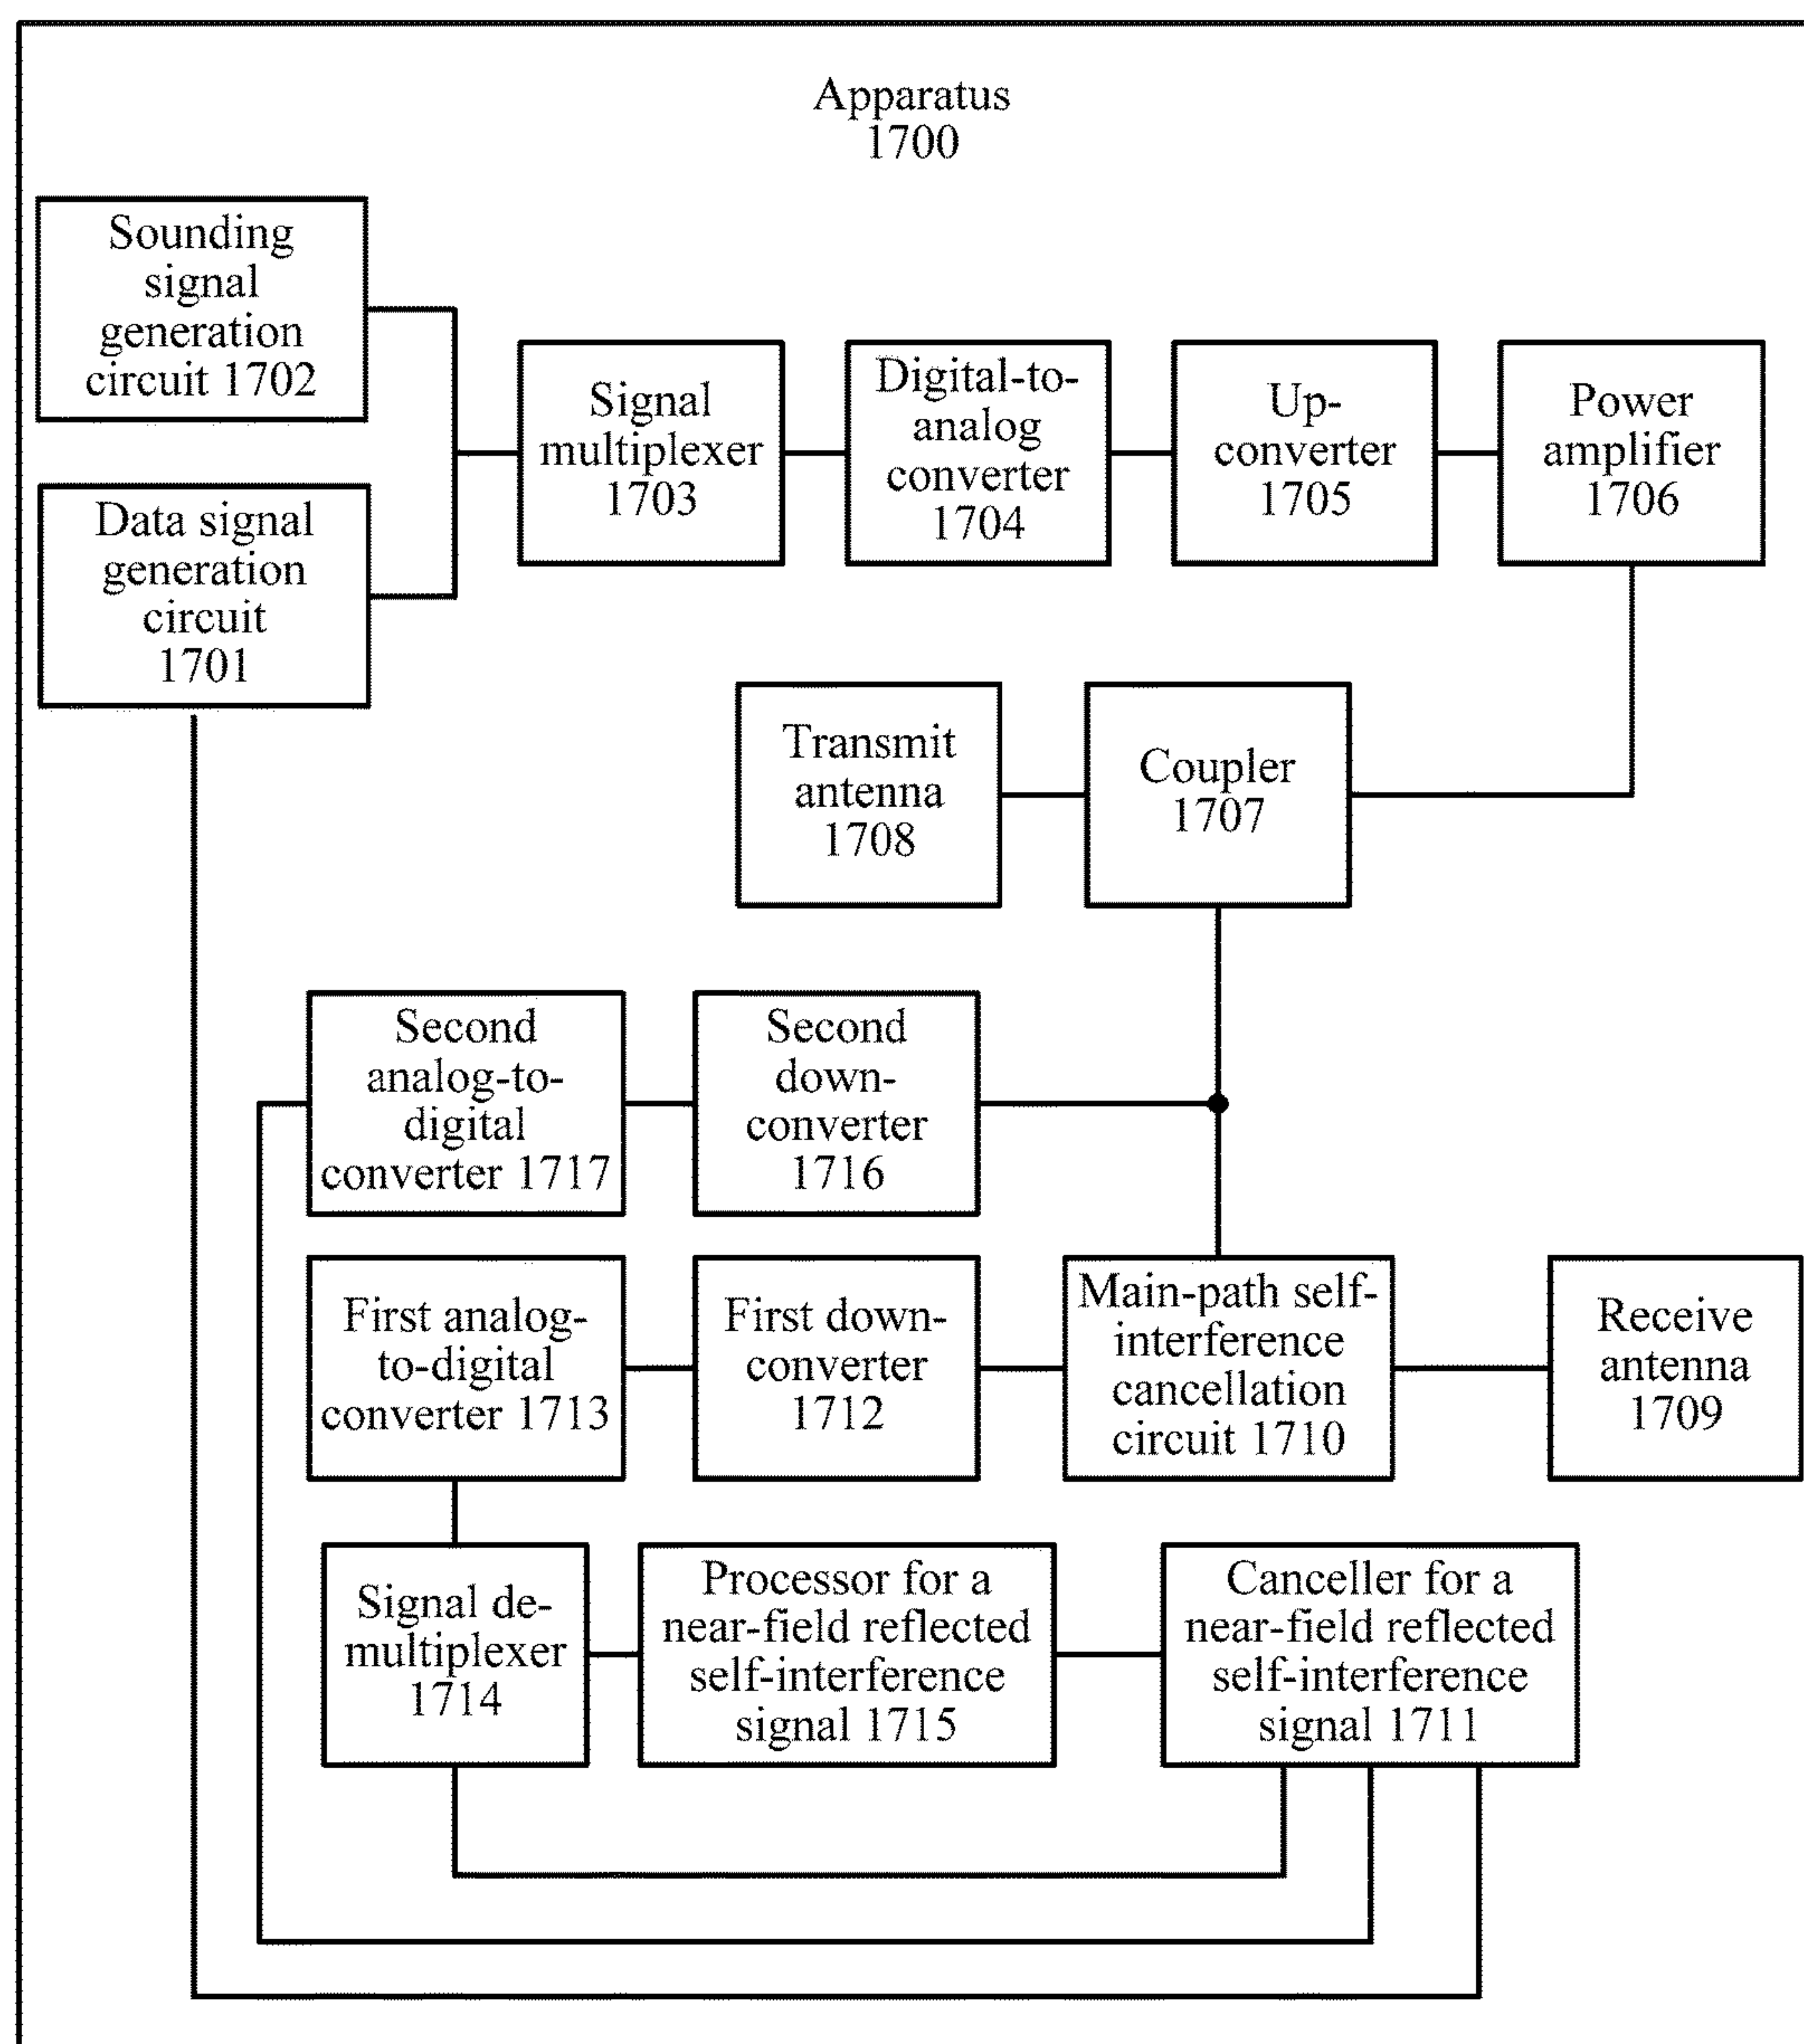 Apparatus
1700
Sounding
signal
generation
circuit 1702
Signal
multiplexer
1703
Digital-to-
analog
converter
1704
Up-
converter
1705
Power
amplifier
1706
Data signal
generation
circuit
1701
Transmit
antenna
1708
Coupler
1707
Second
analog-to-
digital
converter 1717
Second
down-
converter
1716
First analog-
to-digital
converter 1713
First down-
converter
1712
Main-path self-
interference
cancellation
circuit 1710
Receive
antenna
1709
Signal de-
multiplexer
1714
Processor for a
near-field reflected
self-interference
signal 1715
Canceller for a
near-field reflected
self-interference
signal 1711